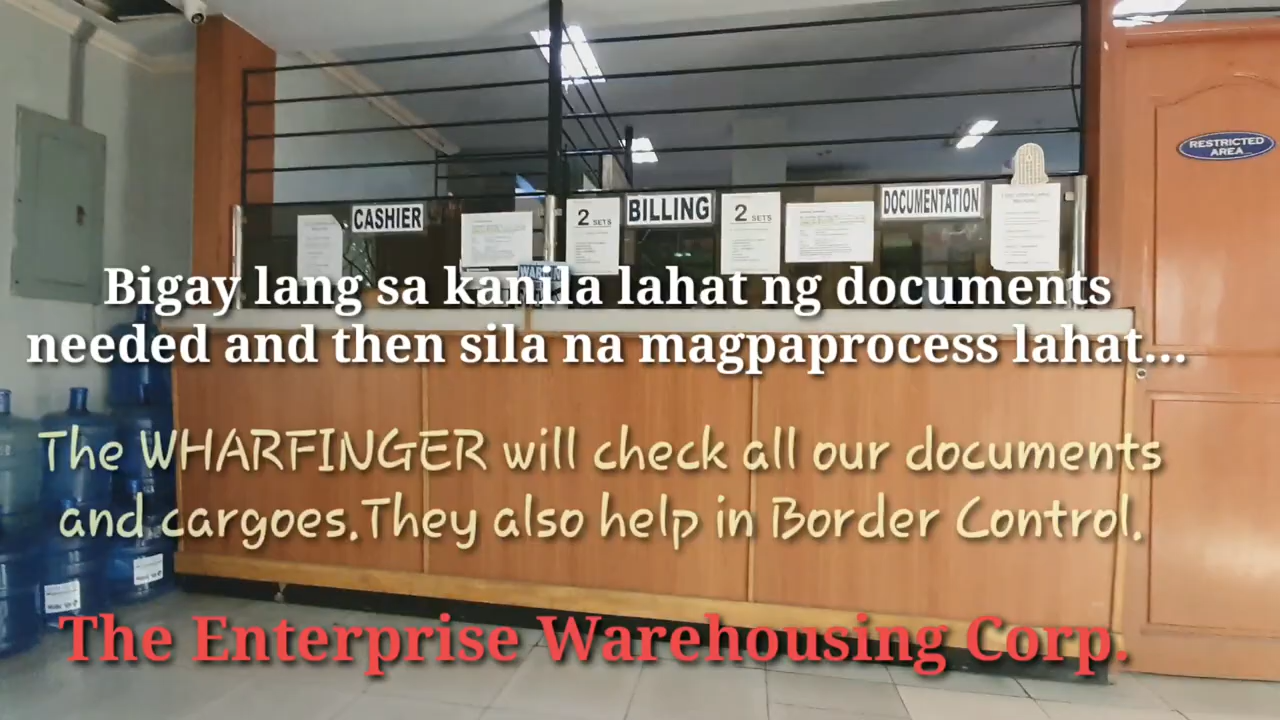 RESTRICTED
AREA
CASHIER
2 SETS
BILLING
2 SETS
DOCUMENTATION
Bigay lang sa kanila lahat ng documents
needed and then sila na magpaprocess lahat...
The WHARFINGER will check all our documents
and cargoes.They also help in Border Control.
The Enterprise Warehousing Corp.